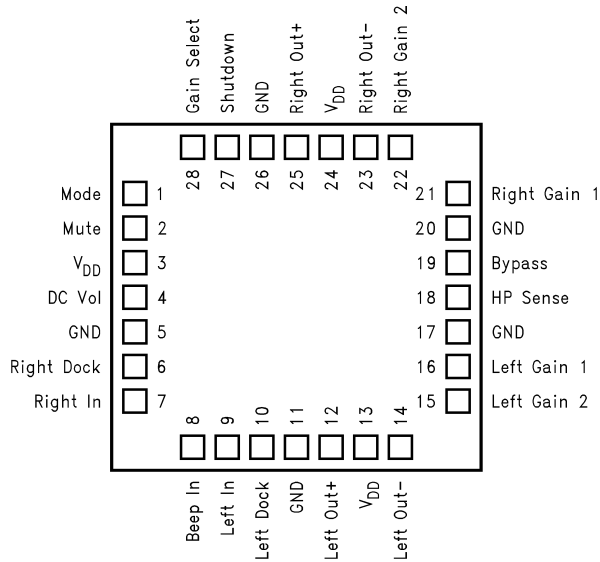 Gain Select
Shutdown
GND
Right Out+
VDD
Right Out-
Right Gain 2
28
27
26
25
24
23
22
Mode 1
Mute 2
VDD 3
DC Vol 4
GND 5
Right Dock 6
Right In 7
21 Right Gain 1
20 GND
19 Bypass
18 HP Sense
17 GND
16 Left Gain 1
15 Left Gain 2
8
9
10
11
12
13
14
Beep In
Left In
Left Dock
GND
Left Out+
VDD
Left Out-